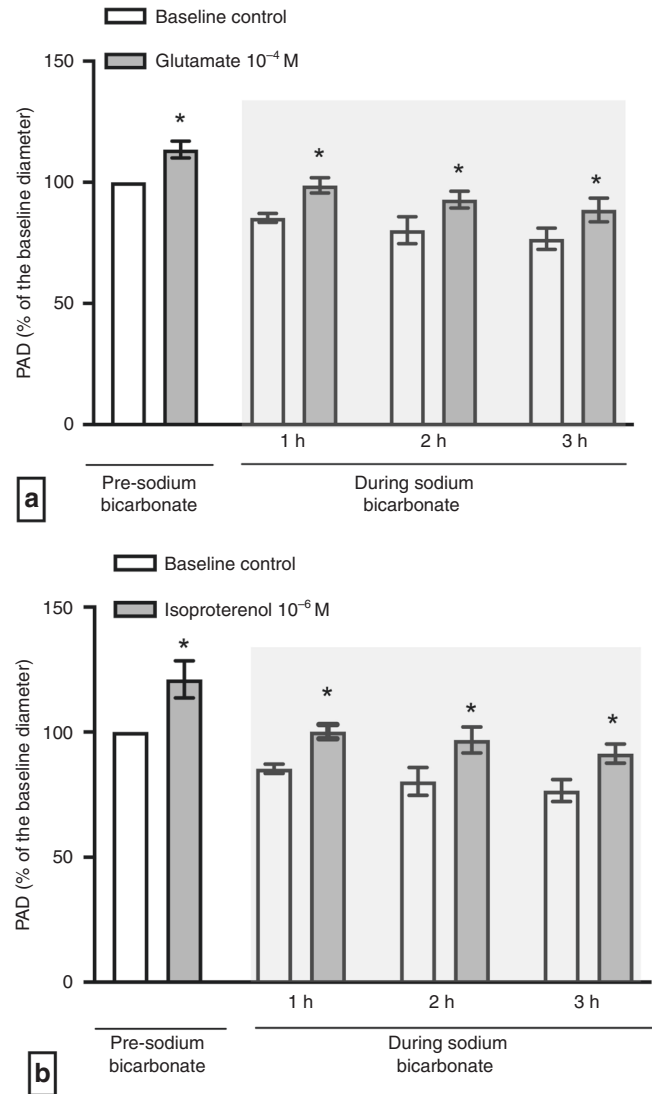 Baseline control
Glutamate 10⁻⁴ M
PAD (% of the baseline diameter)
150
*
*
*
*
100
50
0
1 h 2 h 3 h
Pre-sodium
bicarbonate
During sodium
bicarbonate
a
Baseline control
Isoproterenol 10⁻⁶ M
PAD (% of the baseline diameter)
150
*
*
*
*
100
50
0
1 h 2 h 3 h
Pre-sodium
bicarbonate
During sodium
bicarbonate
b